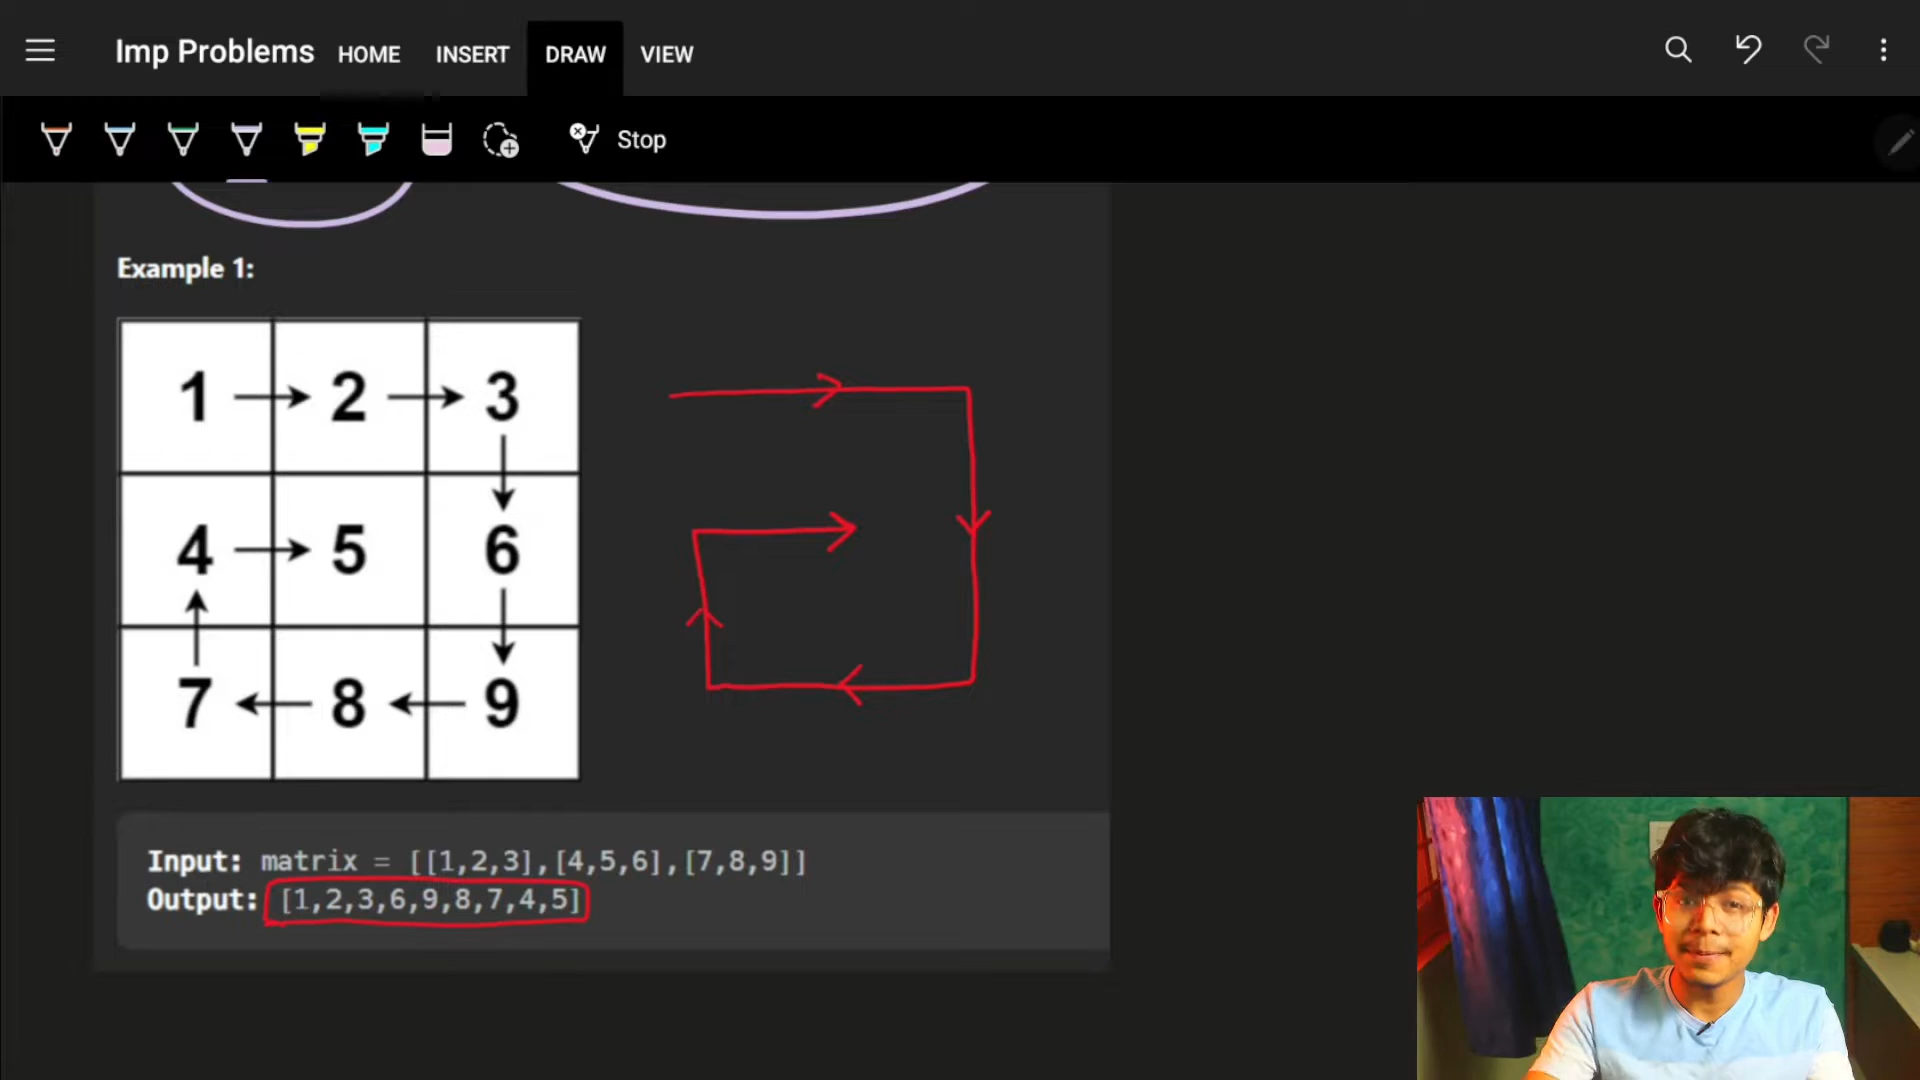 Imp Problems HOME INSERT DRAW VIEW
Stop
Example 1:
1 2 3
4 5 6
7 8 9
Input: matrix = [[1,2,3],[4,5,6],[7,8,9]]
Output: [1,2,3,6,9,8,7,4,5]